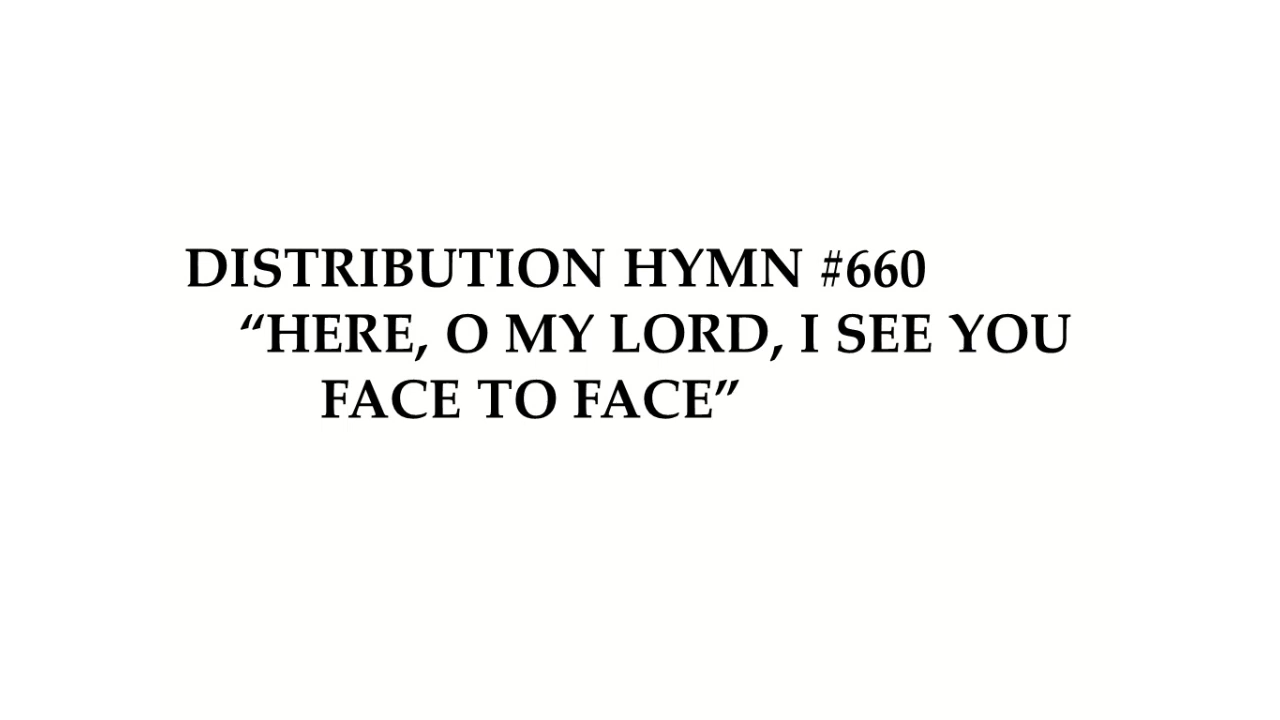 DISTRIBUTION HYMN #660
“HERE, O MY LORD, I SEE YOU
FACE TO FACE”